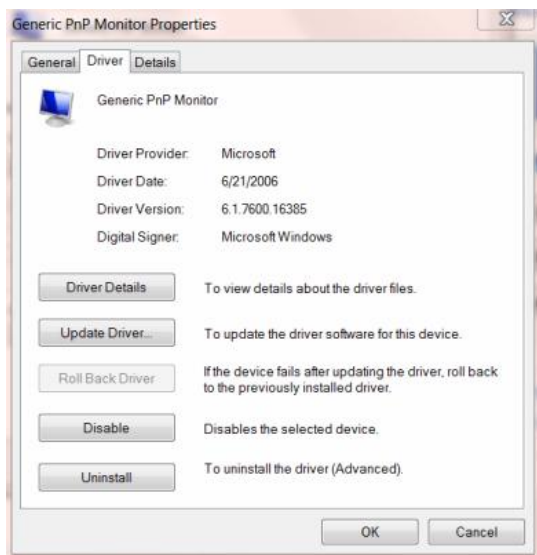 Generic PnP Monitor Properties
General Driver Details
Generic PnP Monitor
Driver Provider: Microsoft
Driver Date: 6/21/2006
Driver Version: 6.1.7600.16385
Digital Signer: Microsoft Windows
Driver Details To view details about the driver files.
Update Driver... To update the driver software for this device.
Roll Back Driver If the device fails after updating the driver, roll back
to the previously installed driver.
Disable Disables the selected device.
Uninstall To uninstall the driver (Advanced).
OK Cancel